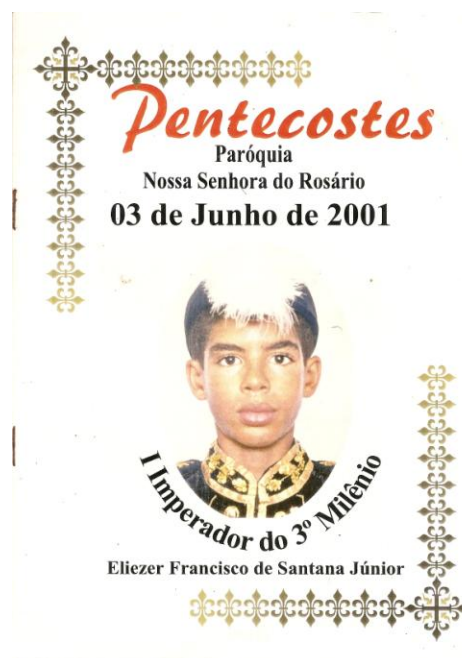 Pentecostes
Paróquia
Nossa Senhora do Rosário
03 de Junho de 2001
I Imperador do 3º Milênio
Eliezer Francisco de Santana Júnior